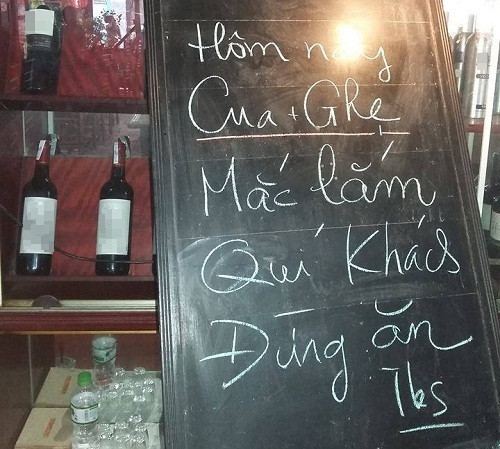 Hôm nay
Cua + Ghẹ
Mắc lắm
Quí Khách
Đừng ăn
Tks